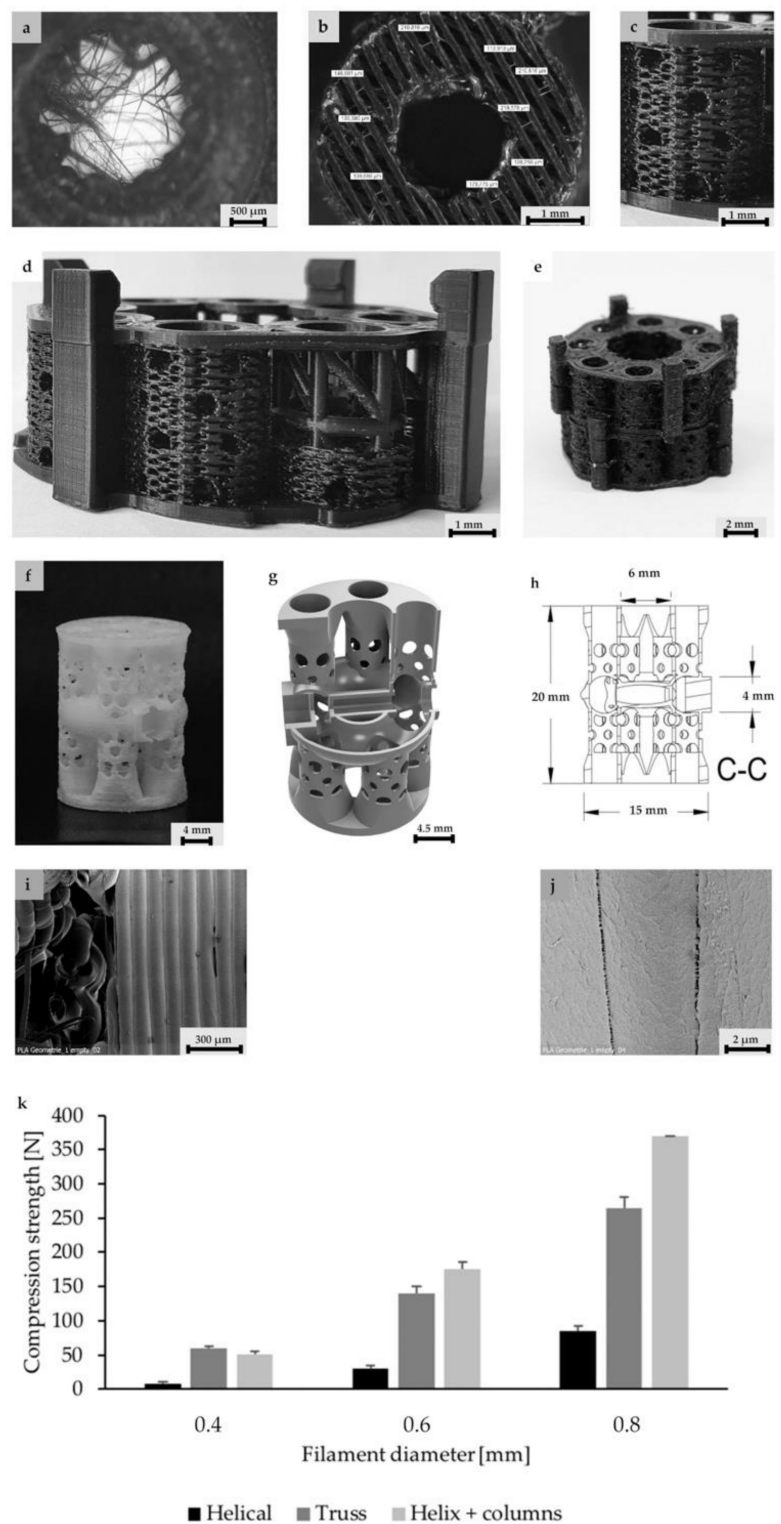 a
500 µm
b
1 mm
c
1 mm
d
1 mm
e
2 mm
f
4 mm
g
4.5 mm
h
6 mm
20 mm
4 mm
C-C
15 mm
i
300 µm
PLA Geometrie_1 empty_02
j
2 µm
PLA Geometrie_1 empty_04
k
Compression strength [N]
400
350
300
250
200
150
100
50
0
0.4
0.6
0.8
Filament diameter [mm]
Helical
Truss
Helix + columns